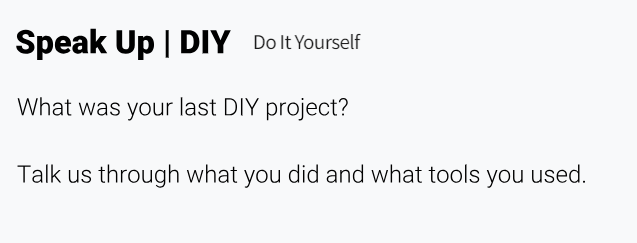 Speak Up | DIY Do It Yourself
What was your last DIY project?
Talk us through what you did and what tools you used.